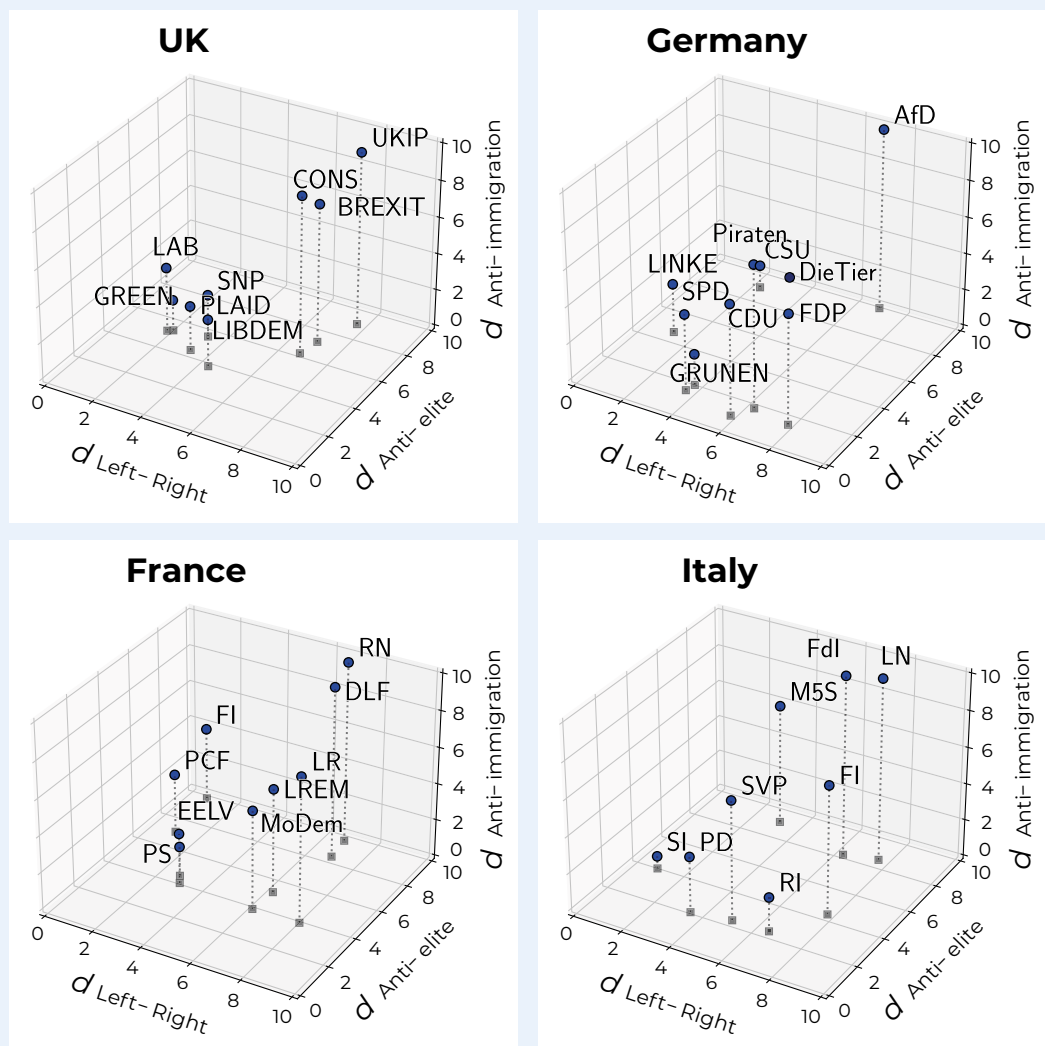 UK
UKIP
CONS
BREXIT
LAB
SNP
GREEN
PLAID
LIBDEM
0
2
4
6
8
10
d Left-Right
0
2
4
6
8
10
d Anti-elite
0
2
4
6
8
10
d Anti-immigration
Germany
AfD
Piraten
CSU
LINKE
DieTier
SPD
CDU
FDP
GRUNEN
0
2
4
6
8
10
d Left-Right
0
2
4
6
8
10
d Anti-elite
0
2
4
6
8
10
d Anti-immigration
France
RN
DLF
FI
PCF
LR
LREM
EELV
MoDem
PS
0
2
4
6
8
10
d Left-Right
0
2
4
6
8
10
d Anti-elite
0
2
4
6
8
10
d Anti-immigration
Italy
FdI
LN
M5S
FI
SVP
SI
PD
RI
0
2
4
6
8
10
d Left-Right
0
2
4
6
8
10
d Anti-elite
0
2
4
6
8
10
d Anti-immigration